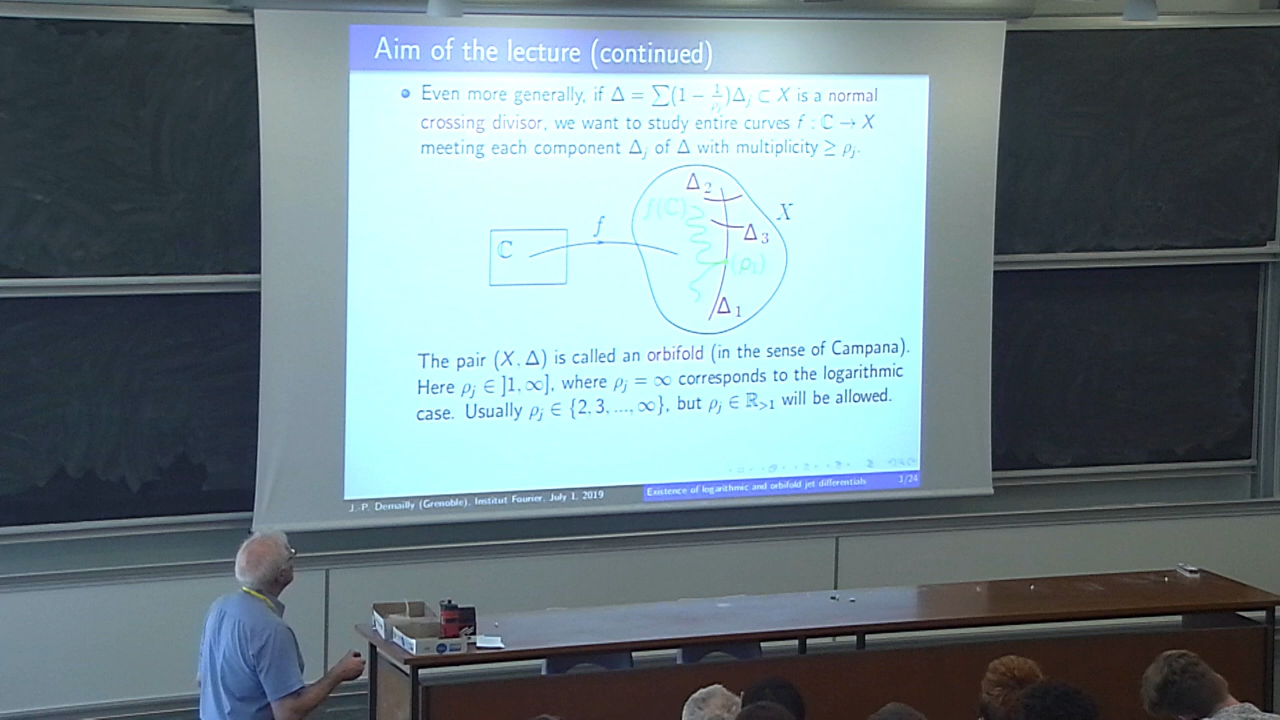 Aim of the lecture (continued)
Even more generally, if Δ = ∑(1 − 1/ρⱼ)Δⱼ ⊂ X is a normal
crossing divisor, we want to study entire curves f : ℂ → X
meeting each component Δⱼ of Δ with multiplicity ≥ ρⱼ.
Δ₂
f(ℂ)
X
f
Δ₃
ℂ
(ρ₁)
Δ₁
The pair (X, Δ) is called an orbifold (in the sense of Campana).
Here ρⱼ ∈ ]1, ∞], where ρⱼ = ∞ corresponds to the logarithmic
case. Usually ρⱼ ∈ {2, 3, ..., ∞}, but ρⱼ ∈ ℝ>1 will be allowed.
J.-P. Demailly (Grenoble), Institut Fourier, July 1, 2019
Existence of logarithmic and orbifold jet differentials
3/24